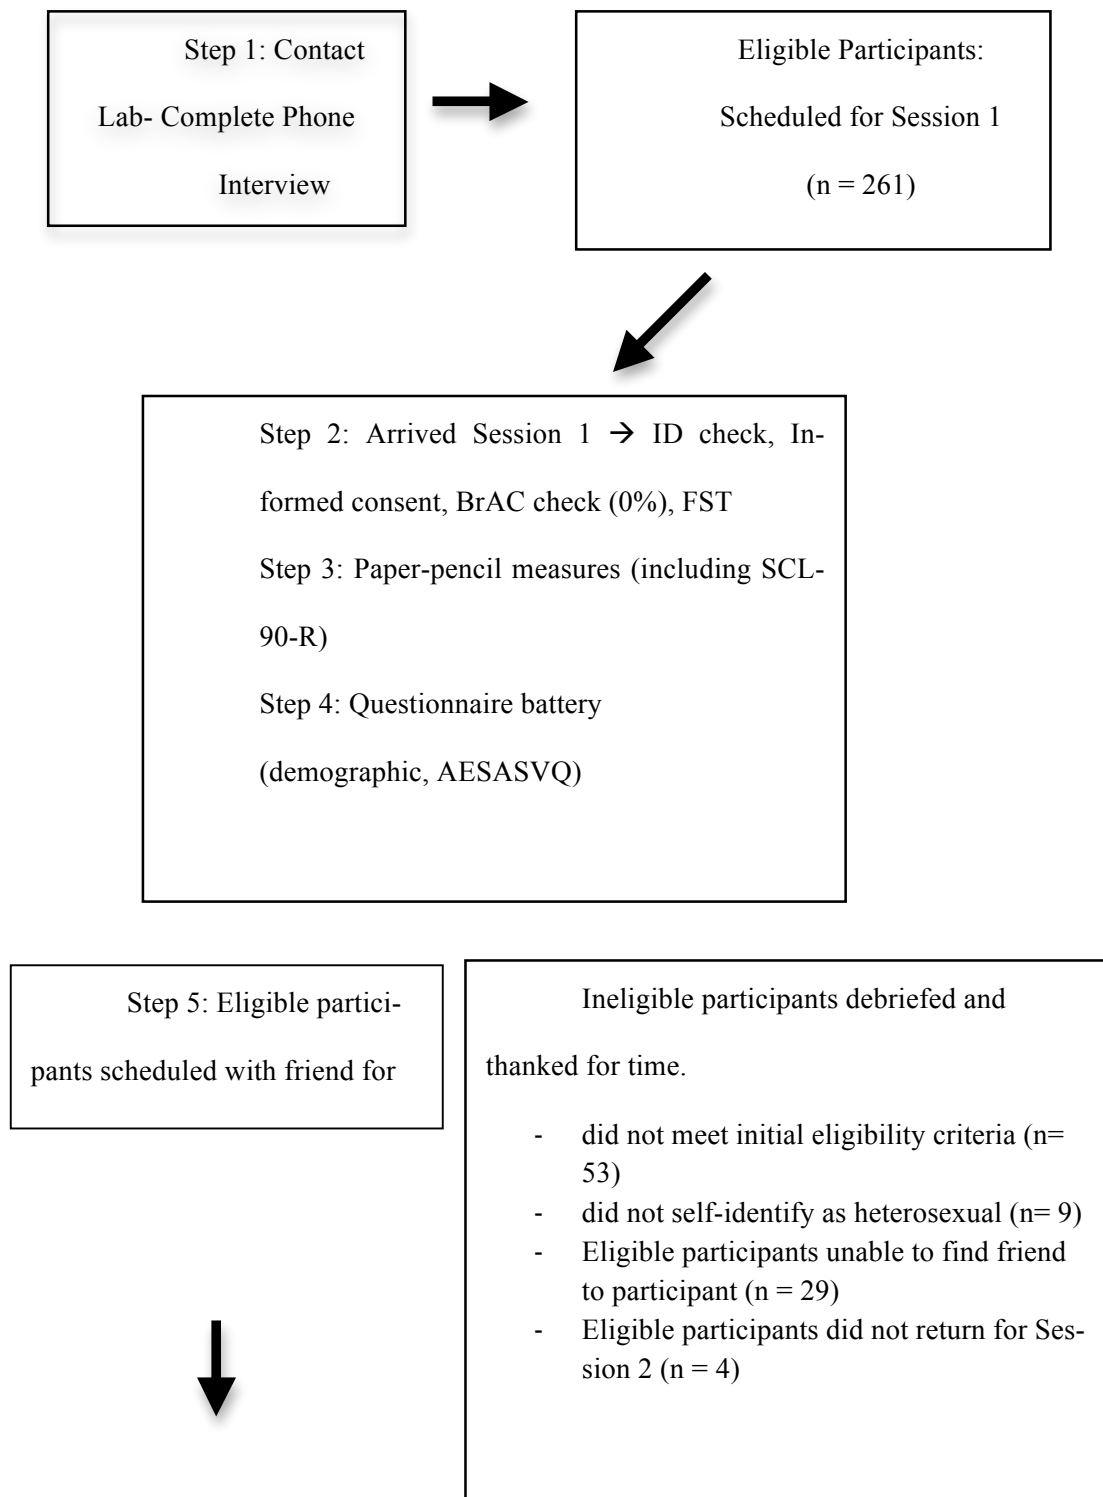 Step 1: Contact
Lab- Complete Phone
Interview
Eligible Participants:
Scheduled for Session 1
(n = 261)
Step 2: Arrived Session 1 → ID check, In-
formed consent, BrAC check (0%), FST
Step 3: Paper-pencil measures (including SCL-
90-R)
Step 4: Questionnaire battery
(demographic, AESASVQ)
Step 5: Eligible partici-
pants scheduled with friend for
Ineligible participants debriefed and
thanked for time.
- did not meet initial eligibility criteria (n=
53)
- did not self-identify as heterosexual (n= 9)
- Eligible participants unable to find friend
to participant (n = 29)
- Eligible participants did not return for Ses-
sion 2 (n = 4)